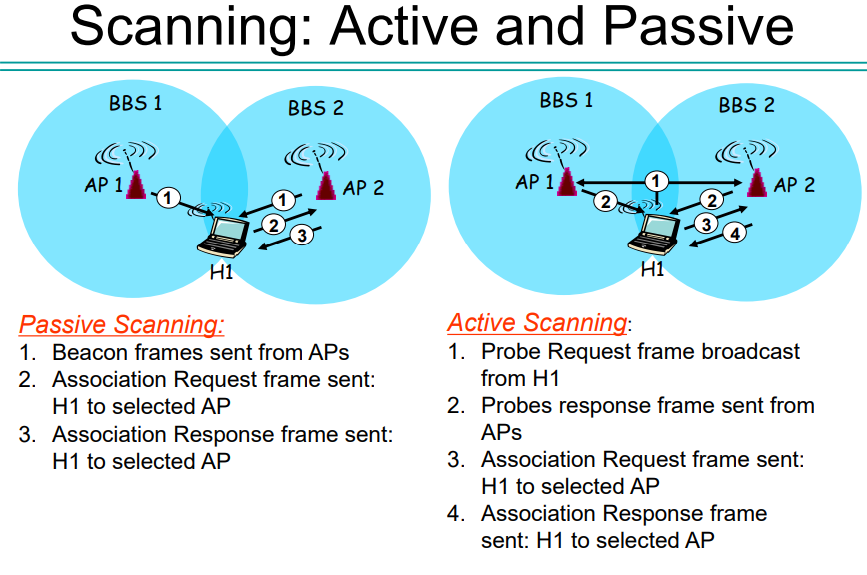 Scanning: Active and Passive
BBS 1
BBS 2
AP 1
1
1
AP 2
2
3
H1
BBS 1
BBS 2
AP 1
1
AP 2
2
2
3
4
H1
Passive Scanning:
1. Beacon frames sent from APs
2. Association Request frame sent:
H1 to selected AP
3. Association Response frame sent:
H1 to selected AP
Active Scanning:
1. Probe Request frame broadcast
from H1
2. Probes response frame sent from
APs
3. Association Request frame sent:
H1 to selected AP
4. Association Response frame
sent: H1 to selected AP